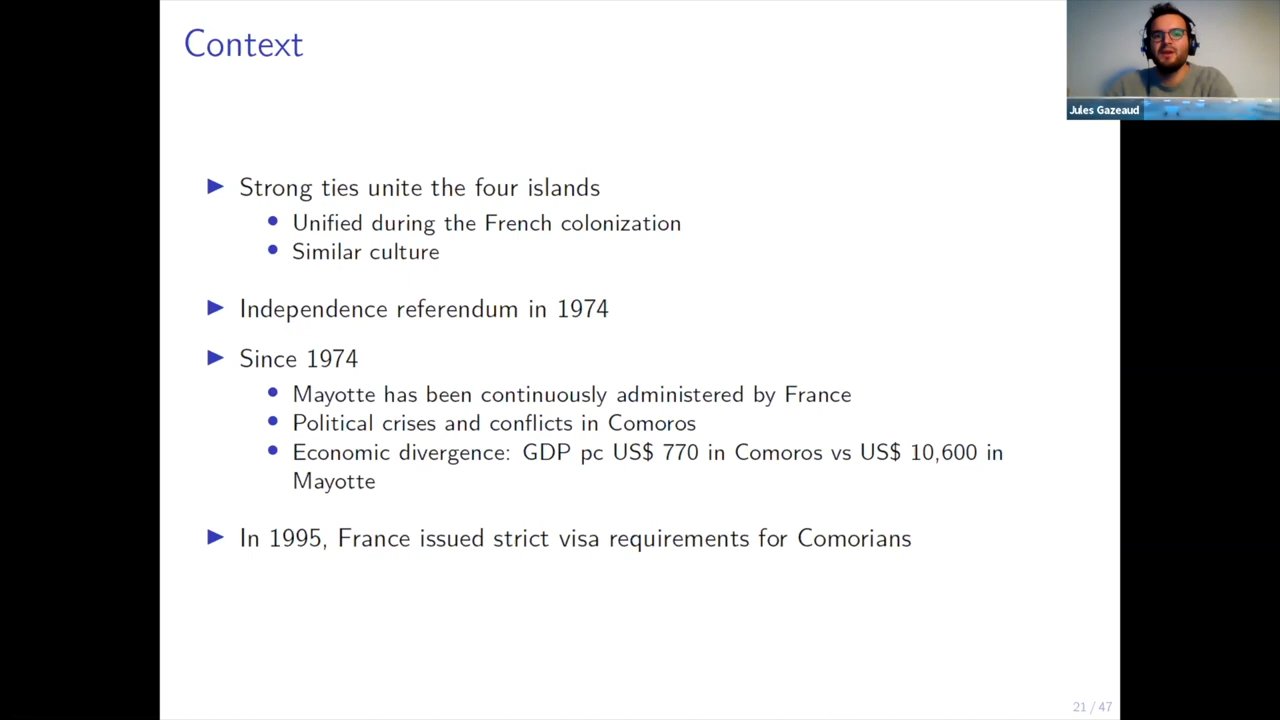 Context
Jules Gazeaud
▶ Strong ties unite the four islands
• Unified during the French colonization
• Similar culture
▶ Independence referendum in 1974
▶ Since 1974
• Mayotte has been continuously administered by France
• Political crises and conflicts in Comoros
• Economic divergence: GDP pc US$ 770 in Comoros vs US$ 10,600 in
Mayotte
▶ In 1995, France issued strict visa requirements for Comorians
21 / 47